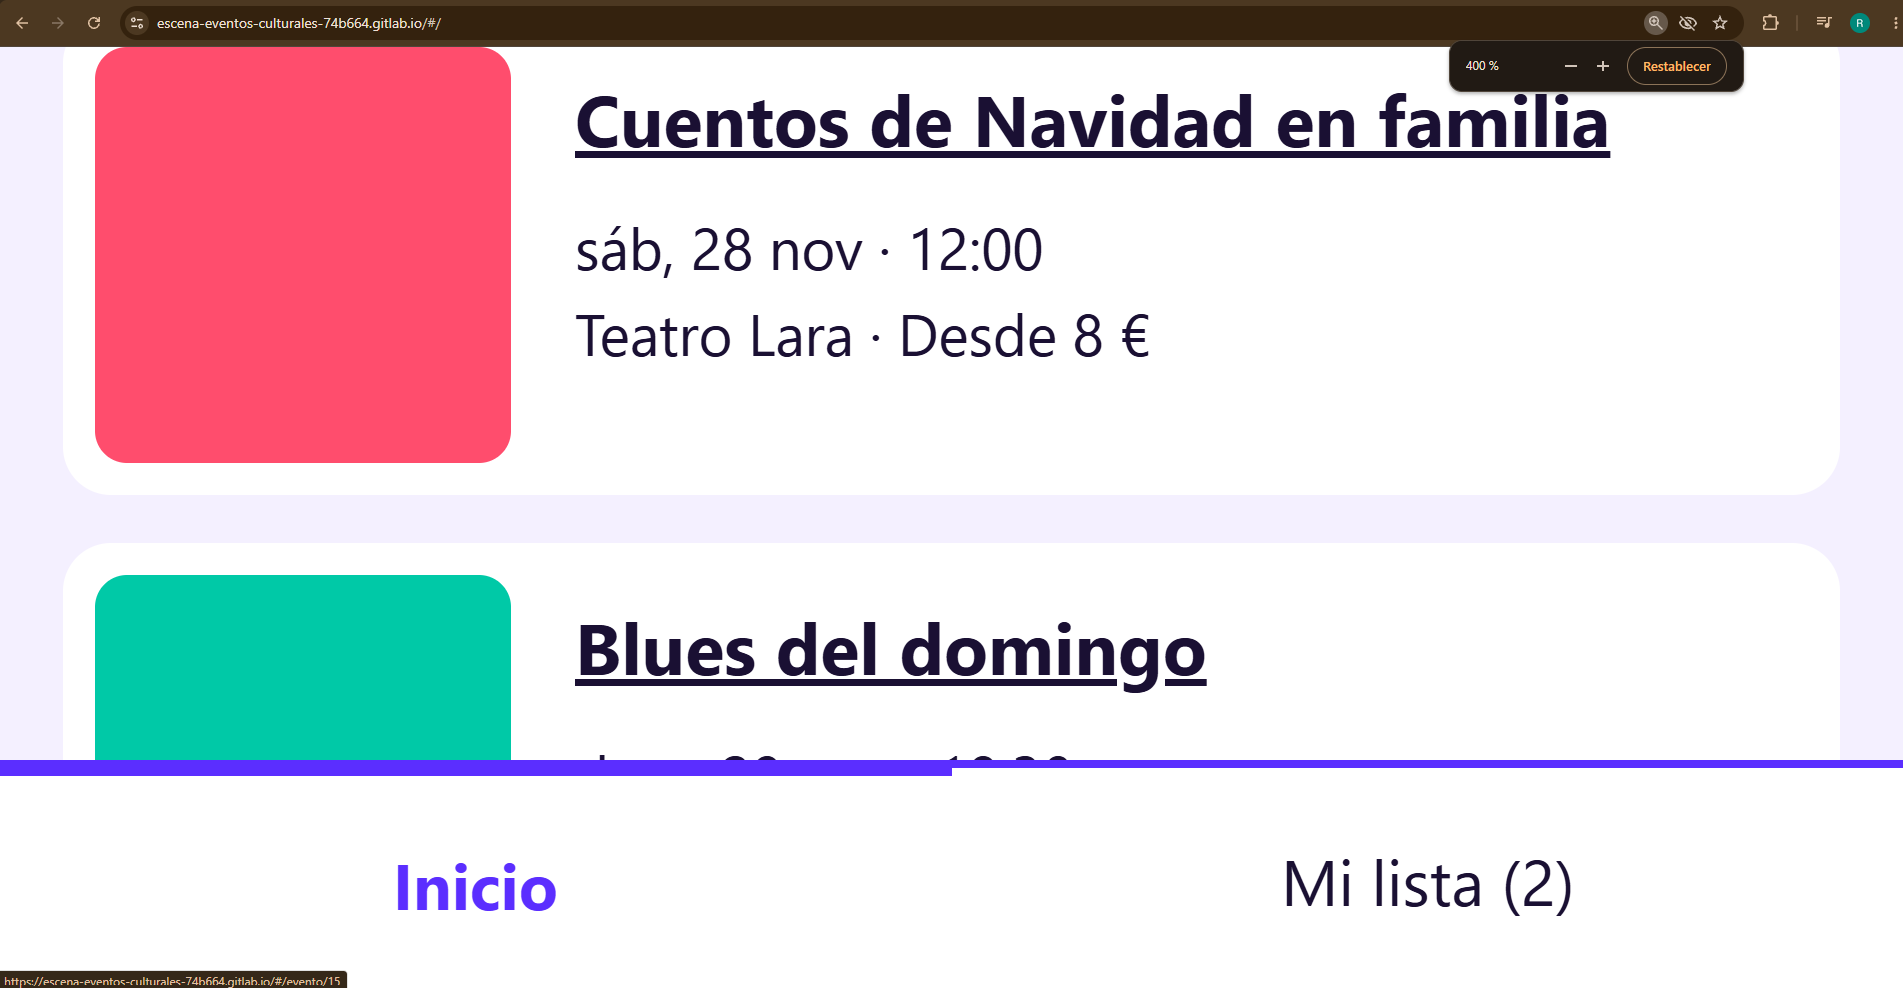 escena-eventos-culturales-74b664.gitlab.io/#/
R
400 %
Restablecer
Cuentos de Navidad en familia
sáb, 28 nov · 12:00
Teatro Lara · Desde 8 €
Blues del domingo
Inicio
Mi lista (2)
https://escena-eventos-culturales-74b664.gitlab.io/#/evento/15